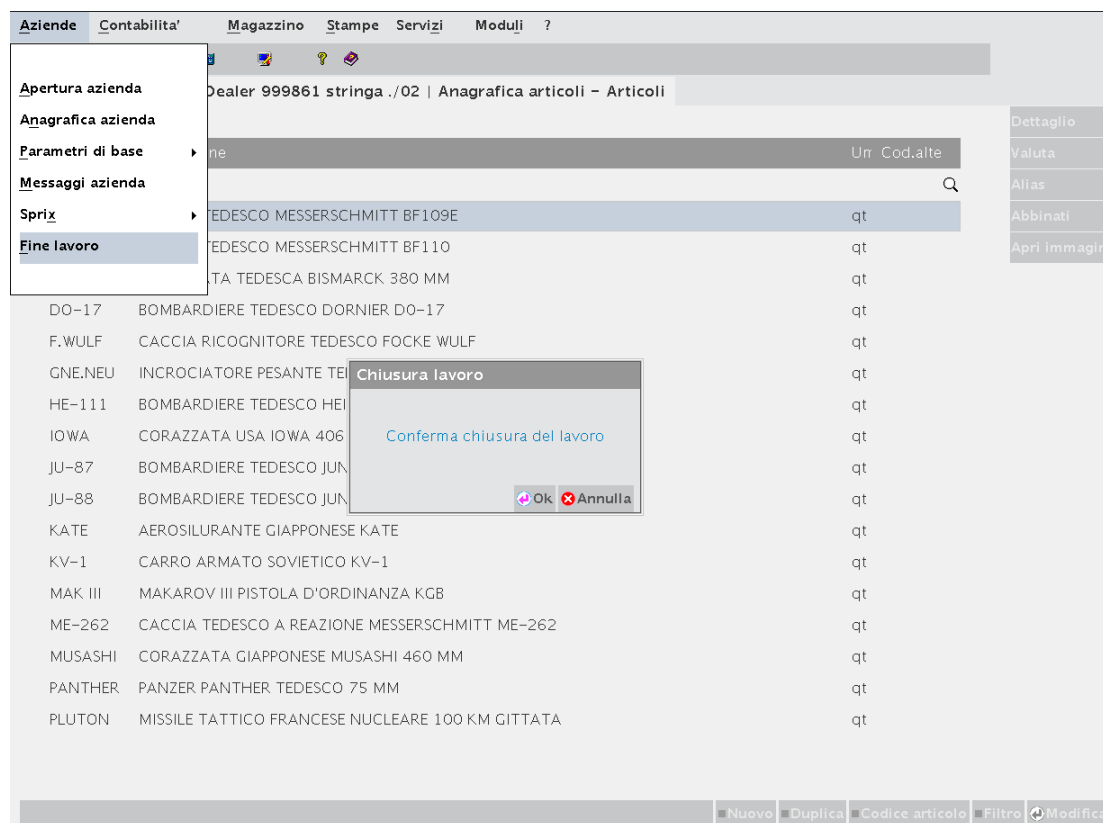 Aziende Contabilita' Magazzino Stampe Servizi Moduli ?
Apertura azienda
Anagrafica azienda
Parametri di base
Messaggi azienda
Sprix
Fine lavoro
Dealer 999861 stringa ./02 | Anagrafica articoli - Articoli
Dettaglio
Valuta
Alias
Abbinati
Apri immagin
ne Um Cod.alte
TEDESCO MESSERSCHMITT BF109E qt
TEDESCO MESSERSCHMITT BF110 qt
TA TEDESCA BISMARCK 380 MM qt
DO-17 BOMBARDIERE TEDESCO DORNIER DO-17 qt
F.WULF CACCIA RICOGNITORE TEDESCO FOCKE WULF qt
GNE.NEU INCROCIATORE PESANTE TE qt
HE-111 BOMBARDIERE TEDESCO HEI qt
IOWA CORAZZATA USA IOWA 406 qt
JU-87 BOMBARDIERE TEDESCO JUN qt
JU-88 BOMBARDIERE TEDESCO JUN qt
KATE AEROSILURANTE GIAPPONESE KATE qt
KV-1 CARRO ARMATO SOVIETICO KV-1 qt
MAK III MAKAROV III PISTOLA D'ORDINANZA KGB qt
ME-262 CACCIA TEDESCO A REAZIONE MESSERSCHMITT ME-262 qt
MUSASHI CORAZZATA GIAPPONESE MUSASHI 460 MM qt
PANTHER PANZER PANTHER TEDESCO 75 MM qt
PLUTON MISSILE TATTICO FRANCESE NUCLEARE 100 KM GITTATA qt
Chiusura lavoro
Conferma chiusura del lavoro
Ok Annulla
Nuovo Duplica Codice articolo Filtro Modifica